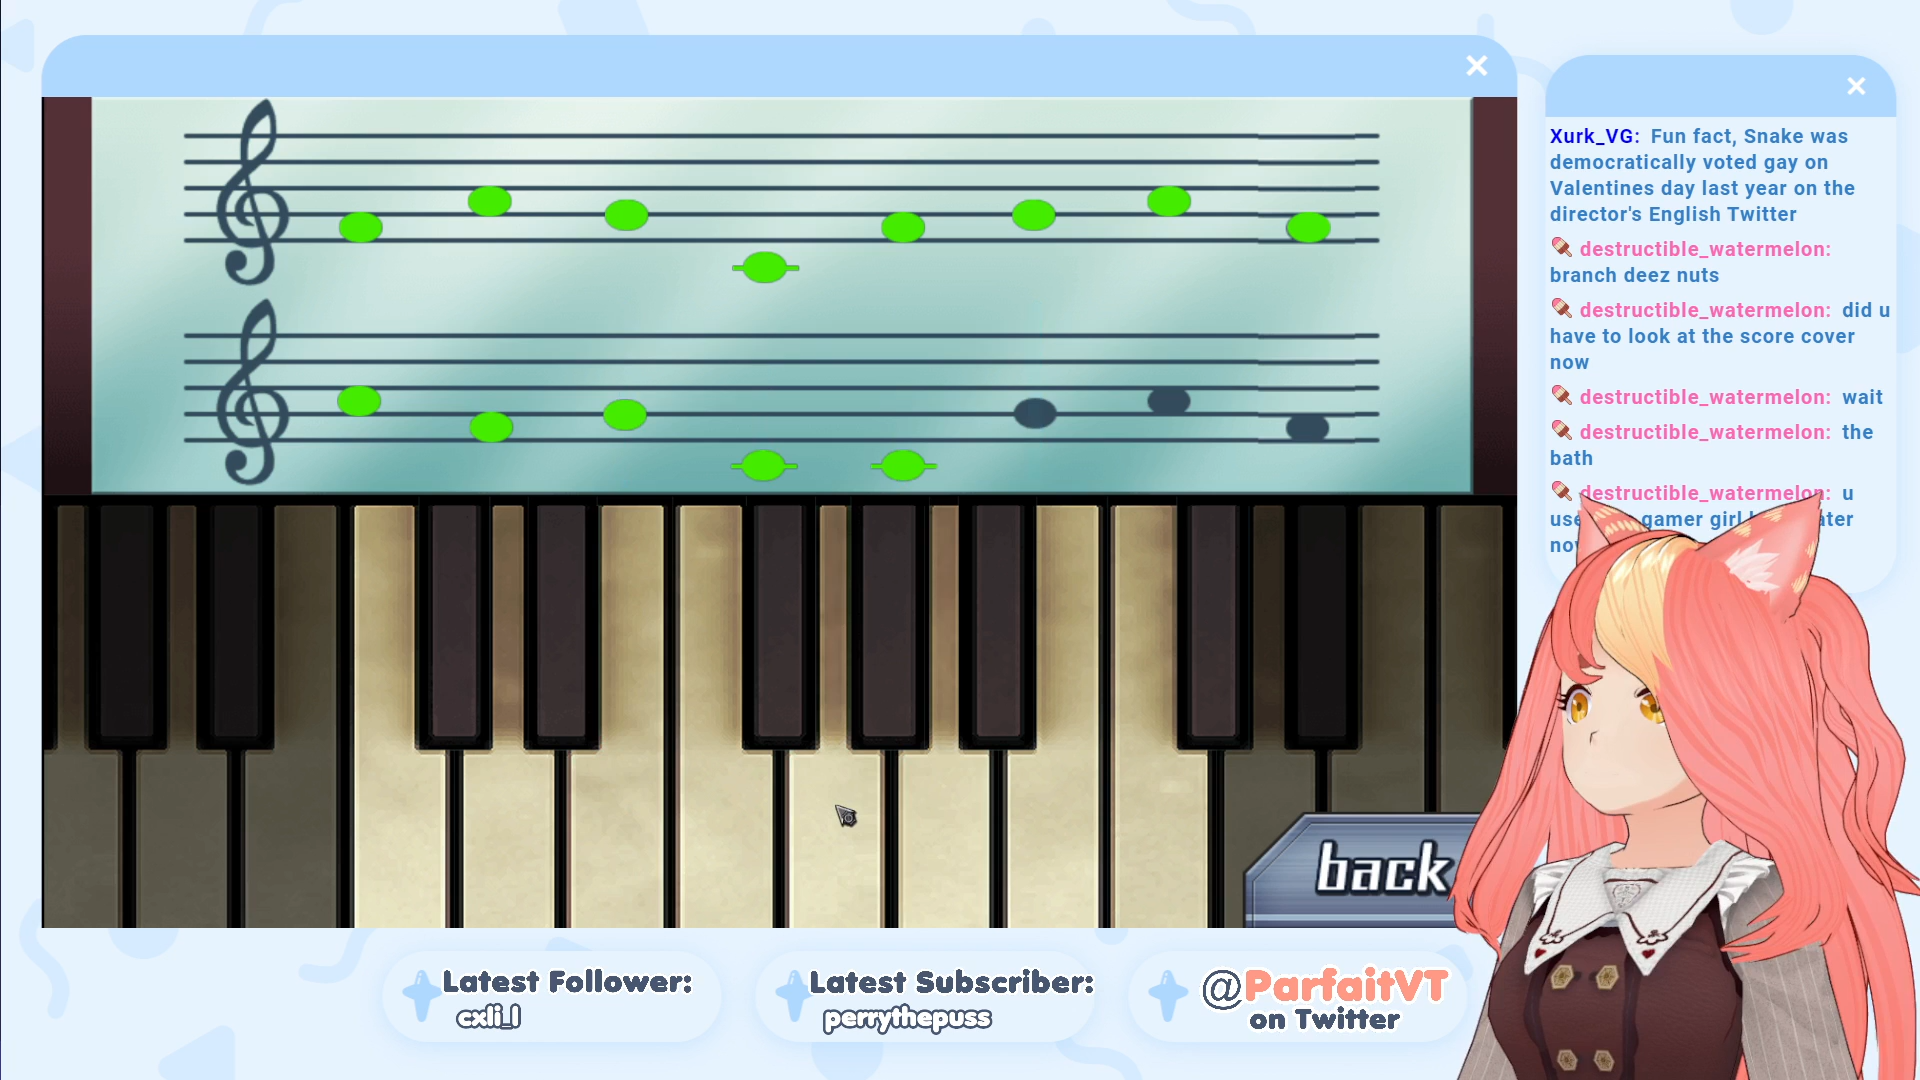 Xurk_VG: Fun fact, Snake was
democratically voted gay on
Valentines day last year on the
director's English Twitter
destructible_watermelon:
branch deez nuts
destructible_watermelon: did u
have to look at the score cover
now
destructible_watermelon: wait
destructible_watermelon: the
bath
destructible_watermelon: u
gamer girl
back
Latest Follower:
cxli_l
Latest Subscriber:
perrythepuss
@ParfaitVT
on Twitter